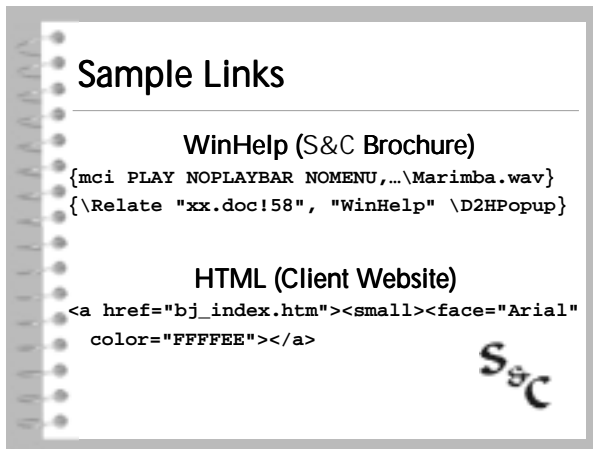 Sample Links
WinHelp (S&C Brochure)
{mci PLAY NOPLAYBAR NOMENU,…\Marimba.wav}
{\Relate "xx.doc!58", "WinHelp" \D2HPopup}
HTML (Client Website)
<a href="bj_index.htm"><small><face="Arial"
color="FFFFEE"></a>
S&C